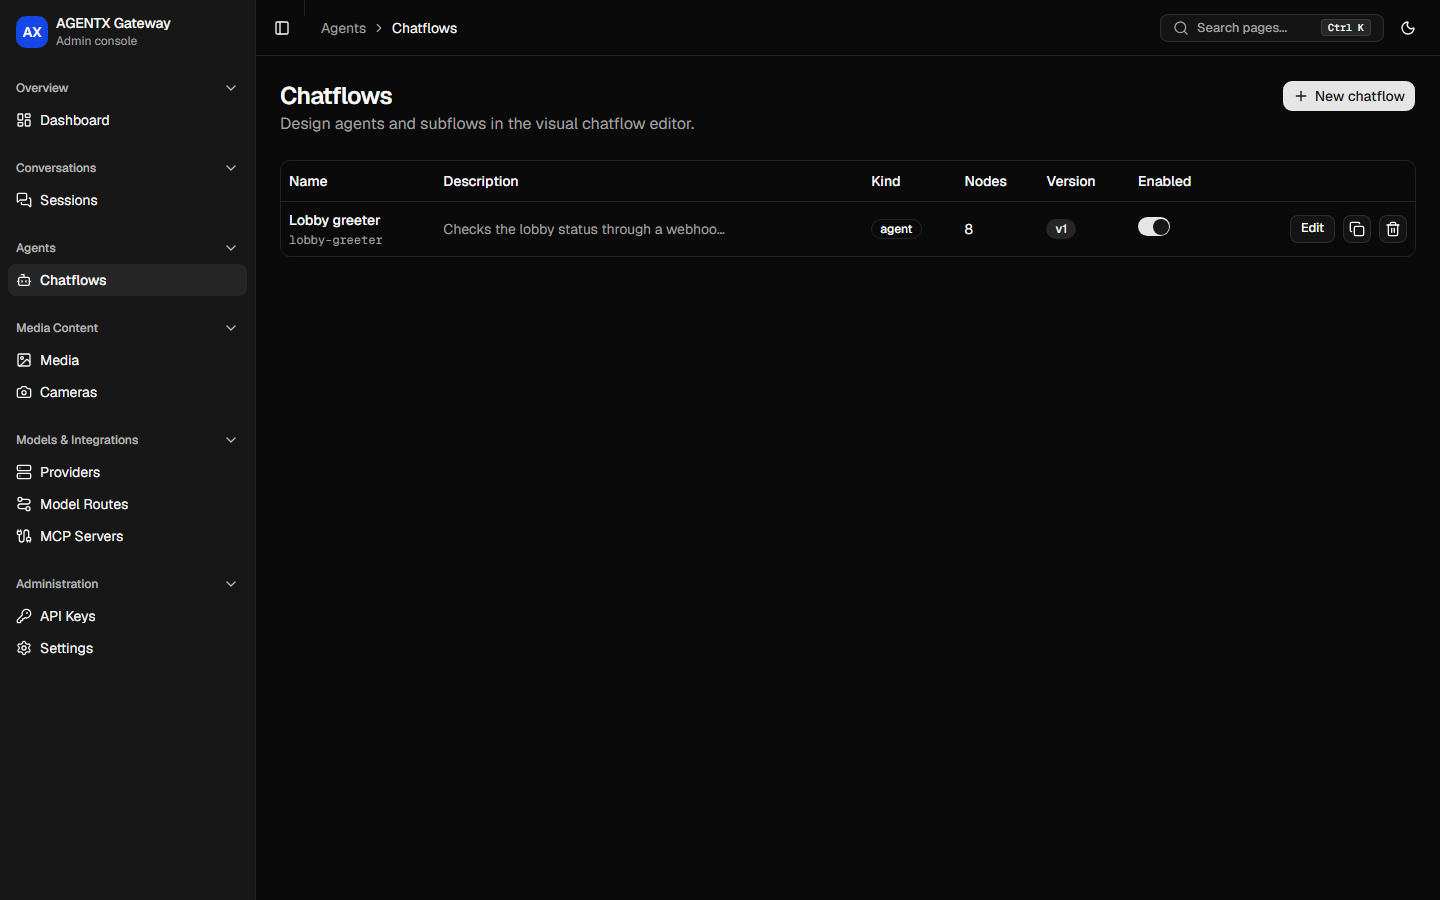 AX
AGENTX Gateway
Admin console
Overview
Dashboard
Conversations
Sessions
Agents
Chatflows
Media Content
Media
Cameras
Models & Integrations
Providers
Model Routes
MCP Servers
Administration
API Keys
Settings
Agents > Chatflows
Search pages... Ctrl K
Chatflows
Design agents and subflows in the visual chatflow editor.
+ New chatflow
Name Description Kind Nodes Version Enabled
Lobby greeter
lobby-greeter
Checks the lobby status through a webhoo... agent 8 v1 Edit